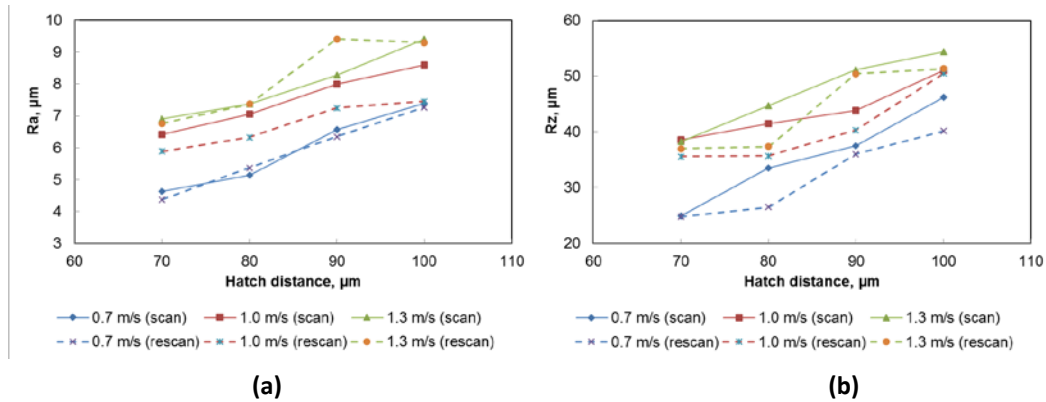 10
9
8
7
6
5
4
3
Ra, µm
60 70 80 90 100 110
Hatch distance, µm
0.7 m/s (scan) 1.0 m/s (scan) 1.3 m/s (scan)
0.7 m/s (rescan) 1.0 m/s (rescan) 1.3 m/s (rescan)
(a)
60
50
40
30
20
Rz, µm
60 70 80 90 100 110
Hatch distance, µm
0.7 m/s (scan) 1.0 m/s (scan) 1.3 m/s (scan)
0.7 m/s (rescan) 1.0 m/s (rescan) 1.3 m/s (rescan)
(b)